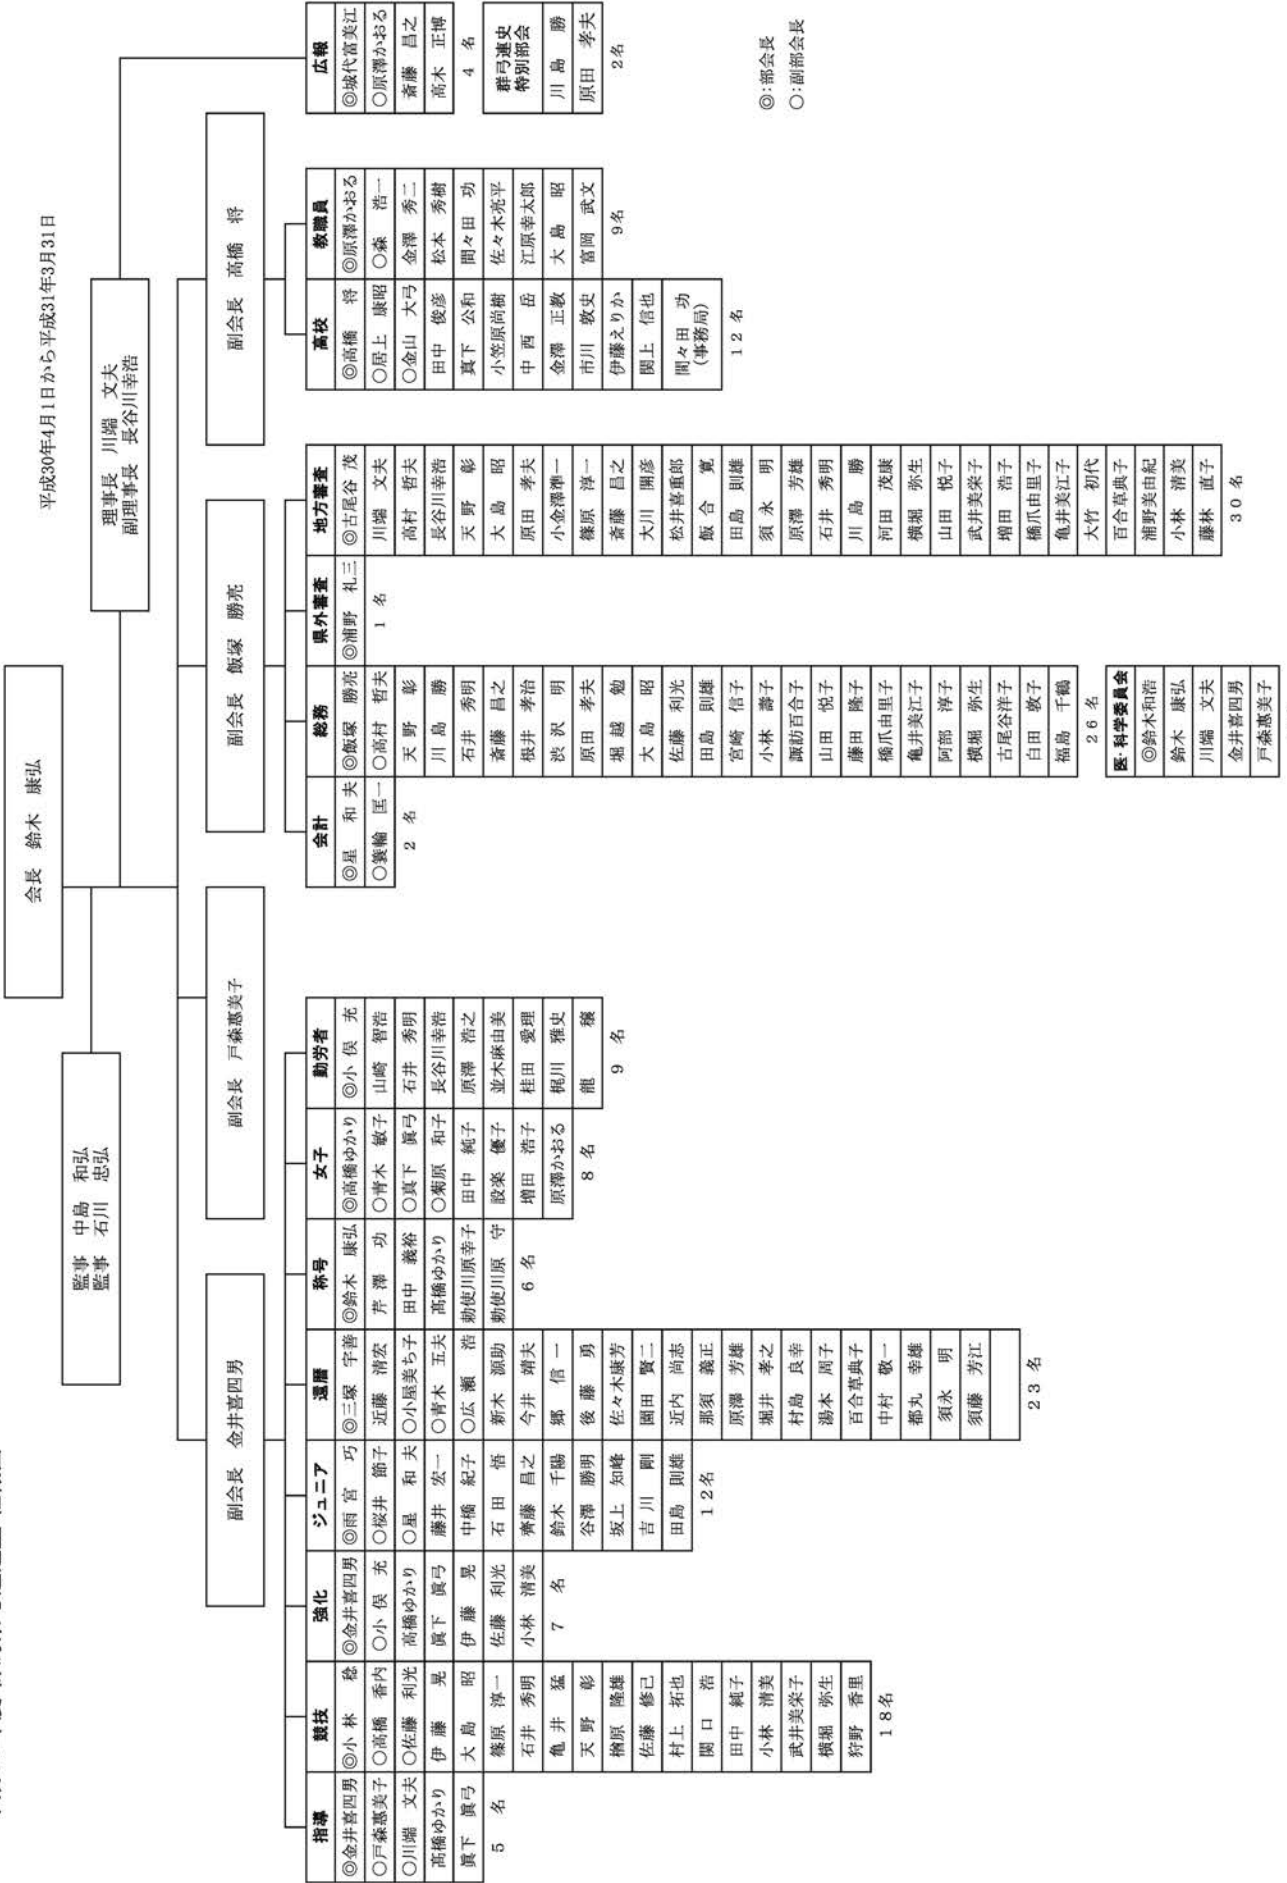 平成30年4月1日から平成31年3月31日
会長　鈴木　康弘
監事　中島　和弘
監事　石川　忠弘
理事長　川端　文夫
副理事長　長谷川幸浩
副会長　金井喜四男
副会長　戸森惠美子
副会長　飯塚　勝亮
副会長　高橋　将
指導
◎金井喜四男
○戸森惠美子
○川端　文夫
髙橋ゆかり
眞下　眞弓
5　名
競技
◎小林　稔
○高橋　香内
○佐藤　利光
伊藤　晃
大島　昭
篠原　淳一
石井　秀明
亀井　猛
天野　彰
檜原　隆雄
佐藤　修己
村上　拓也
関口　浩
田中　純子
小林　清美
武井美栄子
横堀　弥生
狩野　香里
18名
強化
◎金井喜四男
○小俣　充
高橋ゆかり
眞下　眞弓
伊藤　晃
佐藤　利光
小林　清美
7　名
ジュニア
◎雨宮　巧
○桜井　節子
○星　和夫
藤井　宏一
中橋　紀子
石田　悟
齊藤　昌之
鈴木　千陽
谷澤　勝明
坂上　知峰
吉川　剛
田島　則雄
12名
還暦
◎三塚　宇善
近藤　清宏
○小屋美ち子
○青木　五夫
○広瀬　浩
新木　源助
今井　靖夫
郷　信一
後藤　勇
佐々木康芳
園田　賢二
近内　尚志
那須　義正
原澤　芳雄
堀井　孝之
村島　良幸
湯本　周子
百合草典子
中村　敬一
都丸　幸雄
須永　明
須藤　芳江
23　名
称号
◎鈴木　康弘
芹澤　功
田中　義裕
髙橋ゆかり
勅使川原幸子
勅使川原　守
6　名
女子
◎高橋ゆかり
○青木　敏子
○真下　眞弓
○菊原　和子
田中　純子
設楽　優子
増田　浩子
原澤かおる
8　名
勤労者
◎小俣　充
山崎　智浩
石井　秀明
長谷川幸浩
原澤　浩之
並木麻由美
桂田　愛理
梶川　雅史
龍　穣
9　名
会計
◎星　和夫
○簑輪　匡一
2　名
総務
◎飯塚　勝亮
○高村　哲夫
天野　彰
川島　勝
石井　秀明
斎藤　昌之
根井　孝治
渋沢　明
原田　孝夫
堀越　勉
大島　昭
佐藤　利光
田島　則雄
宮崎　信子
小林　壽子
諏訪百合子
山田　悦子
藤田　隆子
橋爪由里子
亀井美江子
阿部　淳子
横堀　弥生
古尾谷洋子
白田　敦子
福島　千鶴
26　名
医・科学委員会
◎鈴木和浩
鈴木　康弘
川端　文夫
金井喜四男
戸森惠美子
県外審査
◎浦野　礼三
1　名
地方審査
◎古尾谷　茂
川端　文夫
高村　哲夫
長谷川幸浩
天野　彰
大島　昭
原田　孝夫
小金澤準一
篠原　淳一
斎藤　昌之
大川　開彦
松井喜重郎
飯合　寛
田島　則雄
須永　明
原澤　芳雄
石井　秀明
川島　勝
河田　茂康
横堀　弥生
山田　悦子
武井美栄子
増田　浩子
橋爪由里子
亀井美江子
大竹　初代
百合草典子
浦野美由紀
小林　清美
藤林　直子
30　名
高校
◎高橋　将
○居上　康昭
○金山　大弓
田中　俊彦
真下　公和
小笠原尚樹
中西　岳
金澤　正教
市川　敦史
伊藤えりか
関上　信也
間々田　功
(事務局)
12　名
教職員
◎原澤かおる
○森　浩一
金澤　秀二
松本　秀樹
間々田　功
佐々木亮平
江原幸太郎
大島　昭
富岡　武文
9名
広報
◎城代富美江
○原澤かおる
斎藤　昌之
高木　正博
4　名
群弓連史
特別部会
川島　勝
原田　孝夫
2名
◎:部会長
○:副部会長